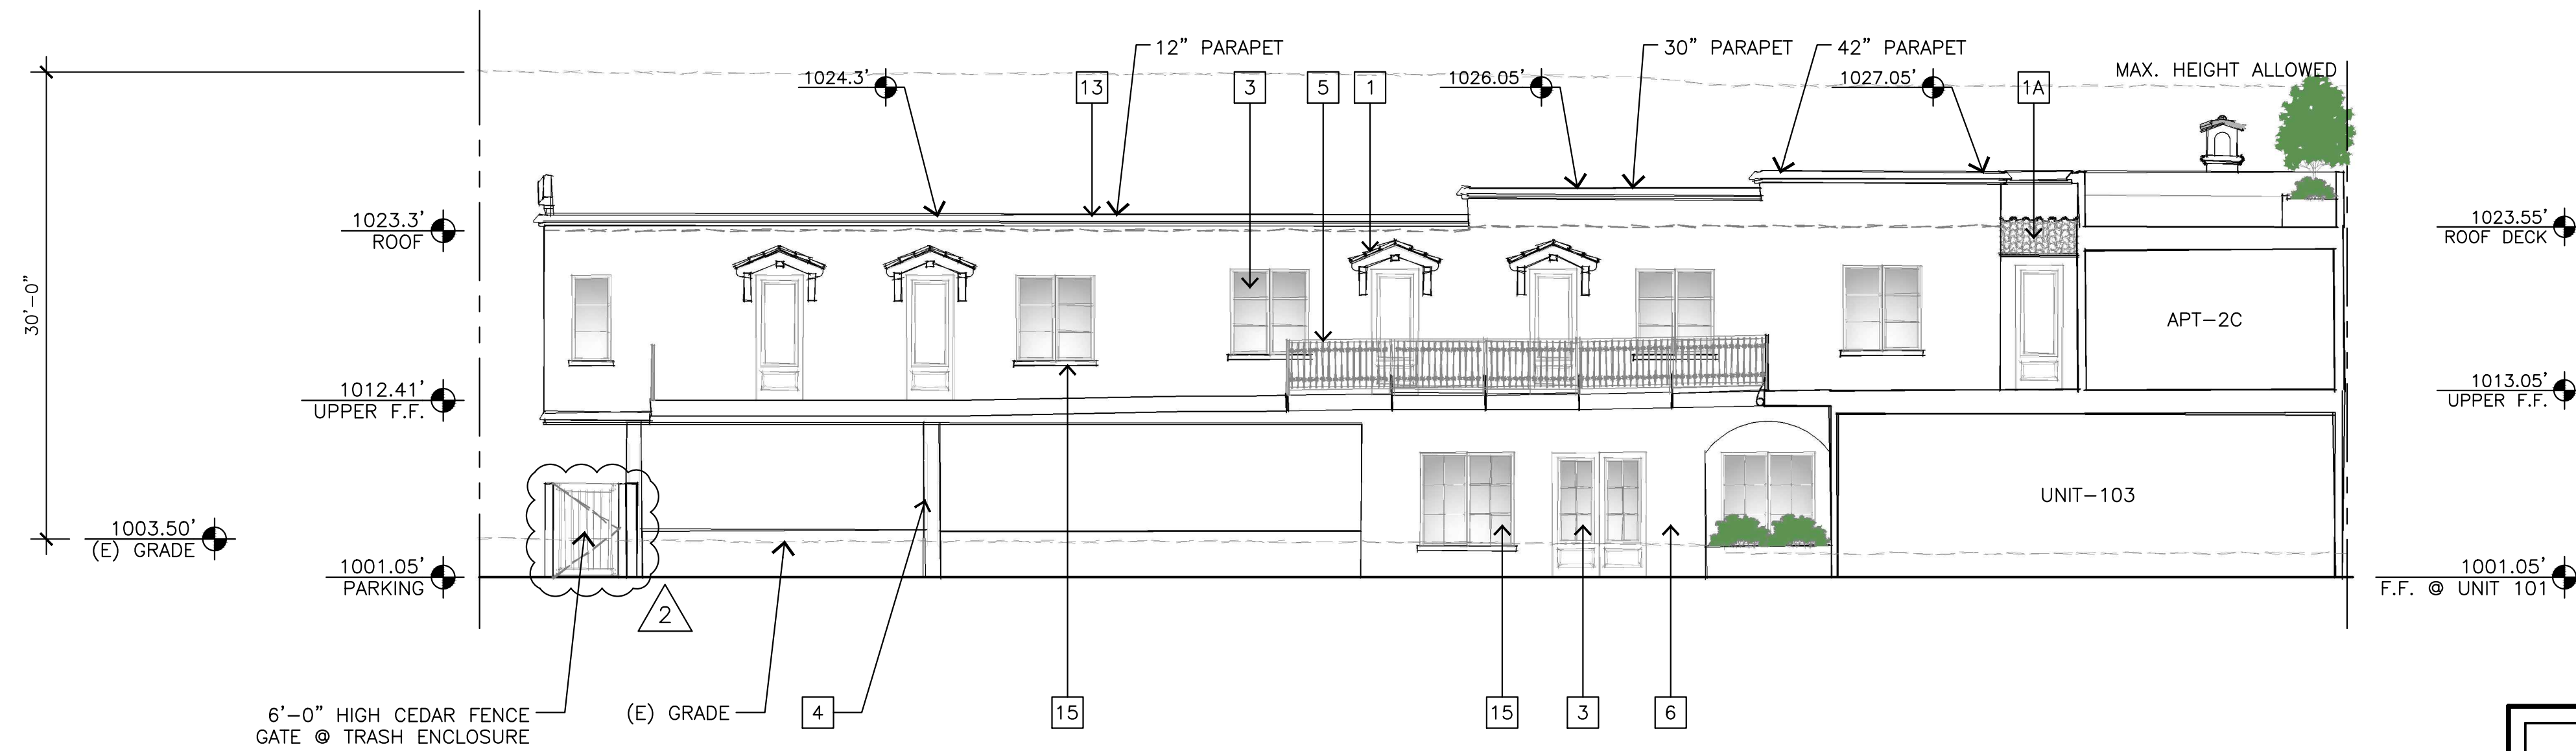 12" PARAPET
30" PARAPET
42" PARAPET
MAX. HEIGHT ALLOWED
1024.3'
13
3
5
1
1026.05'
1027.05'
1A
1023.3'
ROOF
1023.55'
ROOF DECK
30'-0"
APT-2C
1012.41'
UPPER F.F.
1013.05'
UPPER F.F.
UNIT-103
1003.50'
(E) GRADE
1001.05'
PARKING
1001.05'
F.F. @ UNIT 101
2
6'-0" HIGH CEDAR FENCE
GATE @ TRASH ENCLOSURE
(E) GRADE
4
15
15
3
6